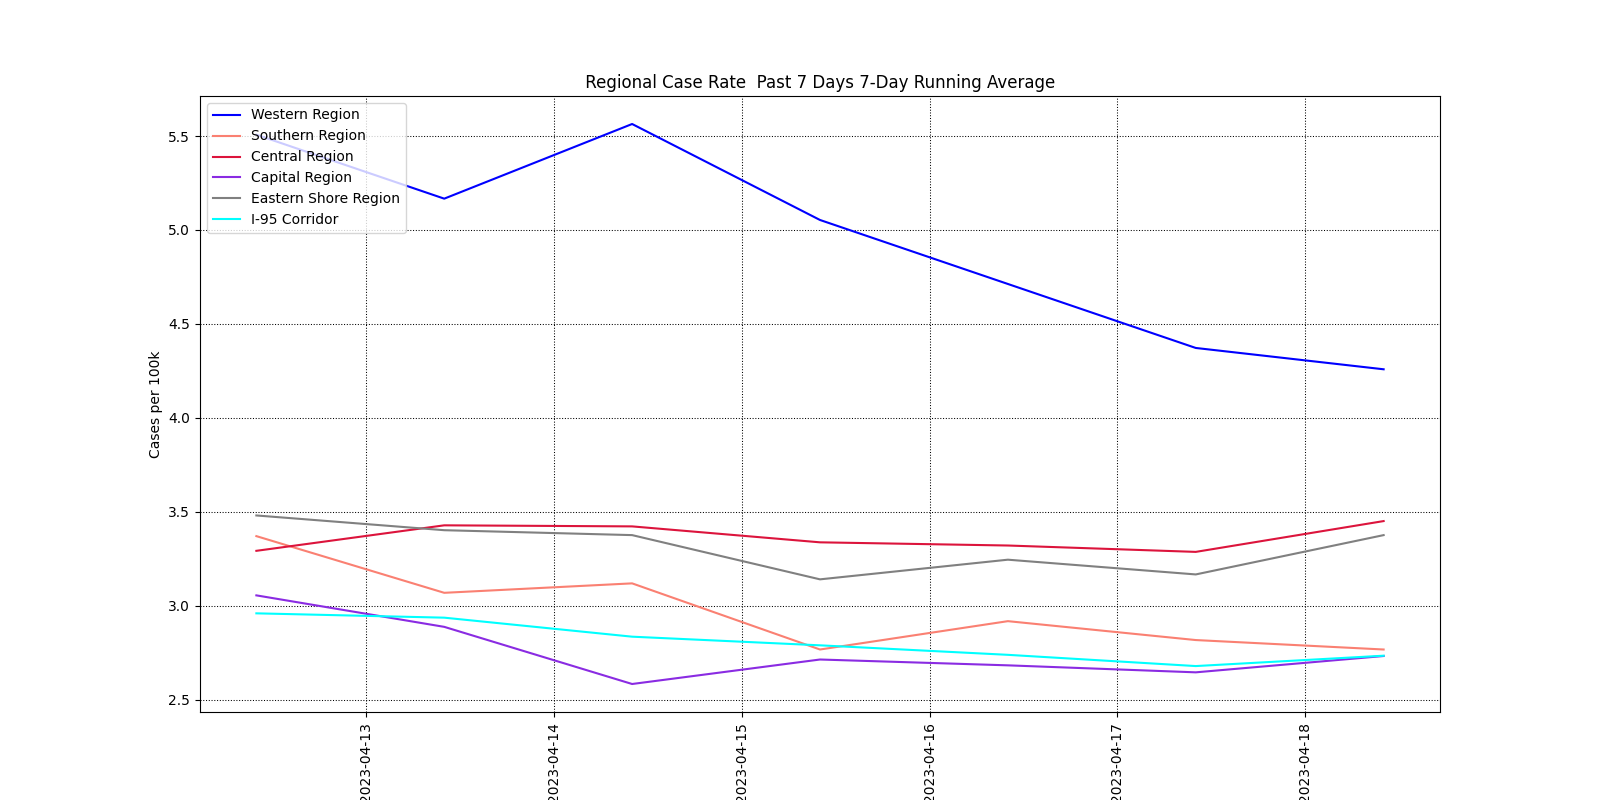 Regional Case Rate  Past 7 Days 7-Day Running Average
Western Region
Southern Region
Central Region
Capital Region
Eastern Shore Region
I-95 Corridor
Cases per 100k
5.5
5.0
4.5
4.0
3.5
3.0
2.5
2023-04-13
2023-04-14
2023-04-15
2023-04-16
2023-04-17
2023-04-18